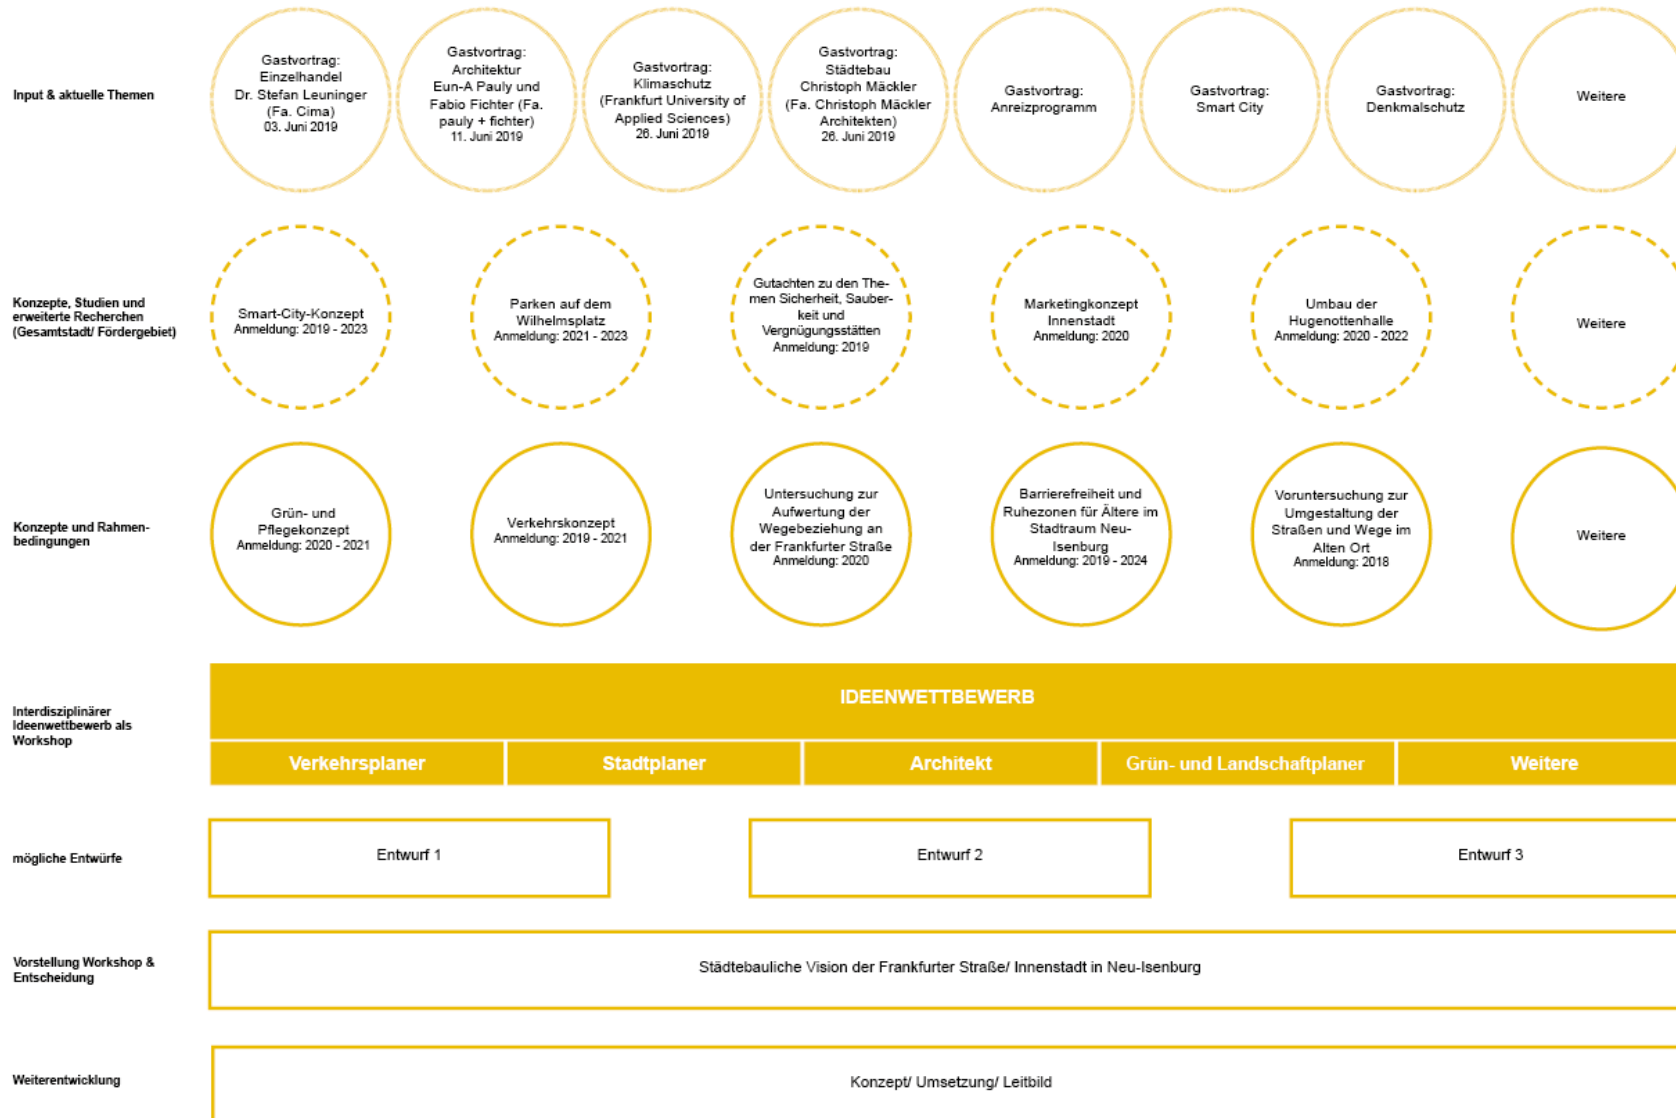 Input & aktuelle Themen
Gastvortrag:
Einzelhandel
Dr. Stefan Leuninger
(Fa. Cima)
03. Juni 2019
Gastvortrag:
Architektur
Eun-A Pauly und
Fabio Fichter (Fa.
pauly + fichter)
11. Juni 2019
Gastvortrag:
Klimaschutz
(Frankfurt University of
Applied Sciences)
26. Juni 2019
Gastvortrag:
Städtebau
Christoph Mäckler
(Fa. Christoph Mäckler
Architekten)
26. Juni 2019
Gastvortrag:
Anreizprogramm
Gastvortrag:
Smart City
Gastvortrag:
Denkmalschutz
Weitere
Konzepte, Studien und
erweiterte Recherchen
(Gesamtstadt/ Fördergebiet)
Smart-City-Konzept
Anmeldung: 2019 - 2023
Parken auf dem
Wilhelmsplatz
Anmeldung: 2021 - 2023
Gutachten zu den The-
men Sicherheit, Sauber-
keit und
Vergnügungsstätten
Anmeldung: 2019
Marketingkonzept
Innenstadt
Anmeldung: 2020
Umbau der
Hugenottenhalle
Anmeldung: 2020 - 2022
Weitere
Konzepte und Rahmen-
bedingungen
Grün- und
Pflegekonzept
Anmeldung: 2020 - 2021
Verkehrskonzept
Anmeldung: 2019 - 2021
Untersuchung zur
Aufwertung der
Wegebeziehung an
der Frankfurter Straße
Anmeldung: 2020
Barrierefreiheit und
Ruhezonen für Ältere im
Stadtraum Neu-
Isenburg
Anmeldung: 2019 - 2024
Voruntersuchung zur
Umgestaltung der
Straßen und Wege im
Alten Ort
Anmeldung: 2018
Weitere
Interdisziplinärer
Ideenwettbewerb als
Workshop
IDEENWETTBEWERB
Verkehrsplaner
Stadtplaner
Architekt
Grün- und Landschaftplaner
Weitere
mögliche Entwürfe
Entwurf 1
Entwurf 2
Entwurf 3
Vorstellung Workshop &
Entscheidung
Städtebauliche Vision der Frankfurter Straße/ Innenstadt in Neu-Isenburg
Weiterentwicklung
Konzept/ Umsetzung/ Leitbild